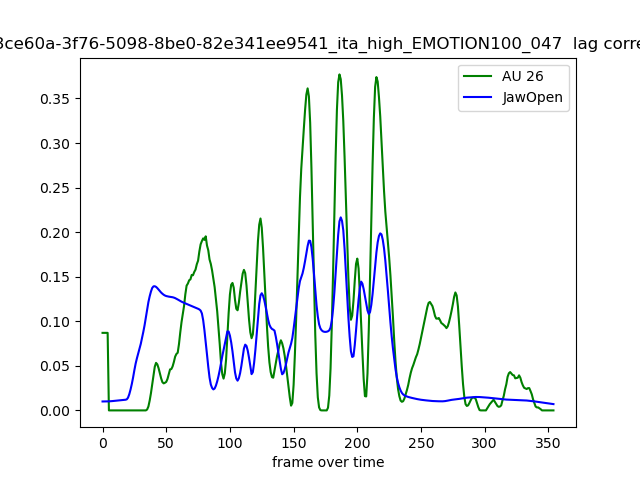 3ce60a-3f76-5098-8be0-82e341ee9541_ita_high_EMOTION100_047 lag corre
AU 26
JawOpen
0.35
0.30
0.25
0.20
0.15
0.10
0.05
0.00
0 50 100 150 200 250 300 350
frame over time